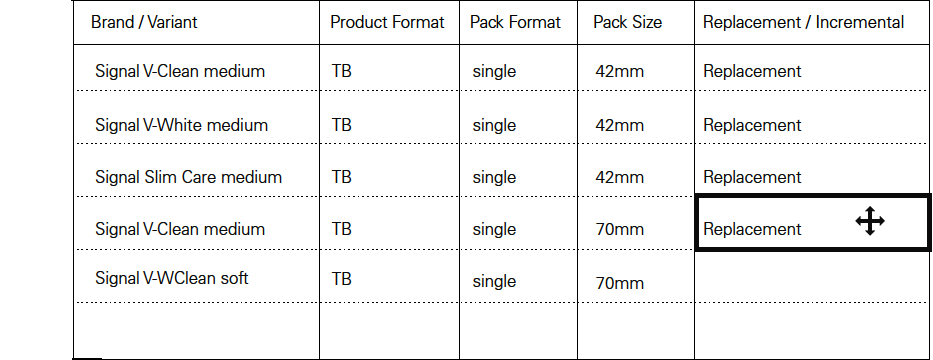 Brand / Variant Product Format Pack Format Pack Size Replacement / Incremental
Signal V-Clean medium TB single 42mm Replacement
Signal V-White medium TB single 42mm Replacement
Signal Slim Care medium TB single 42mm Replacement
Signal V-Clean medium TB single 70mm Replacement
Signal V-WClean soft TB single 70mm